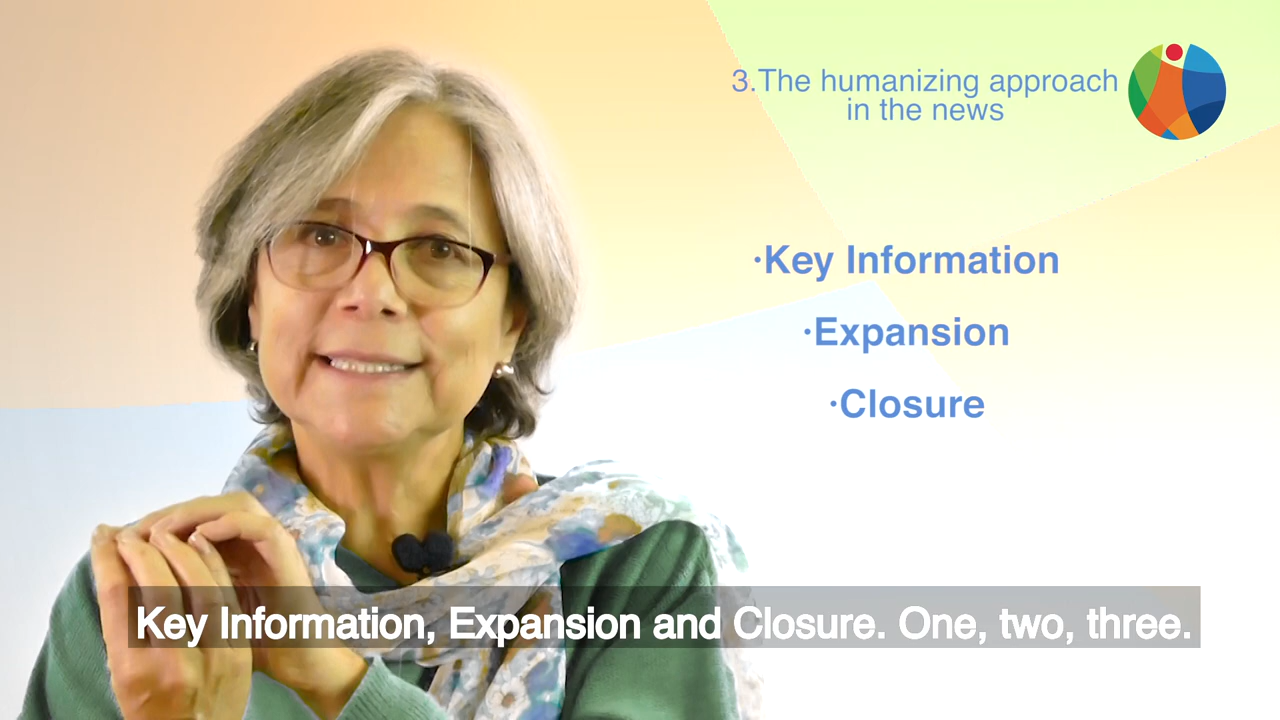 3.The humanizing approach
in the news
·Key Information
·Expansion
·Closure
Key Information, Expansion and Closure. One, two, three.